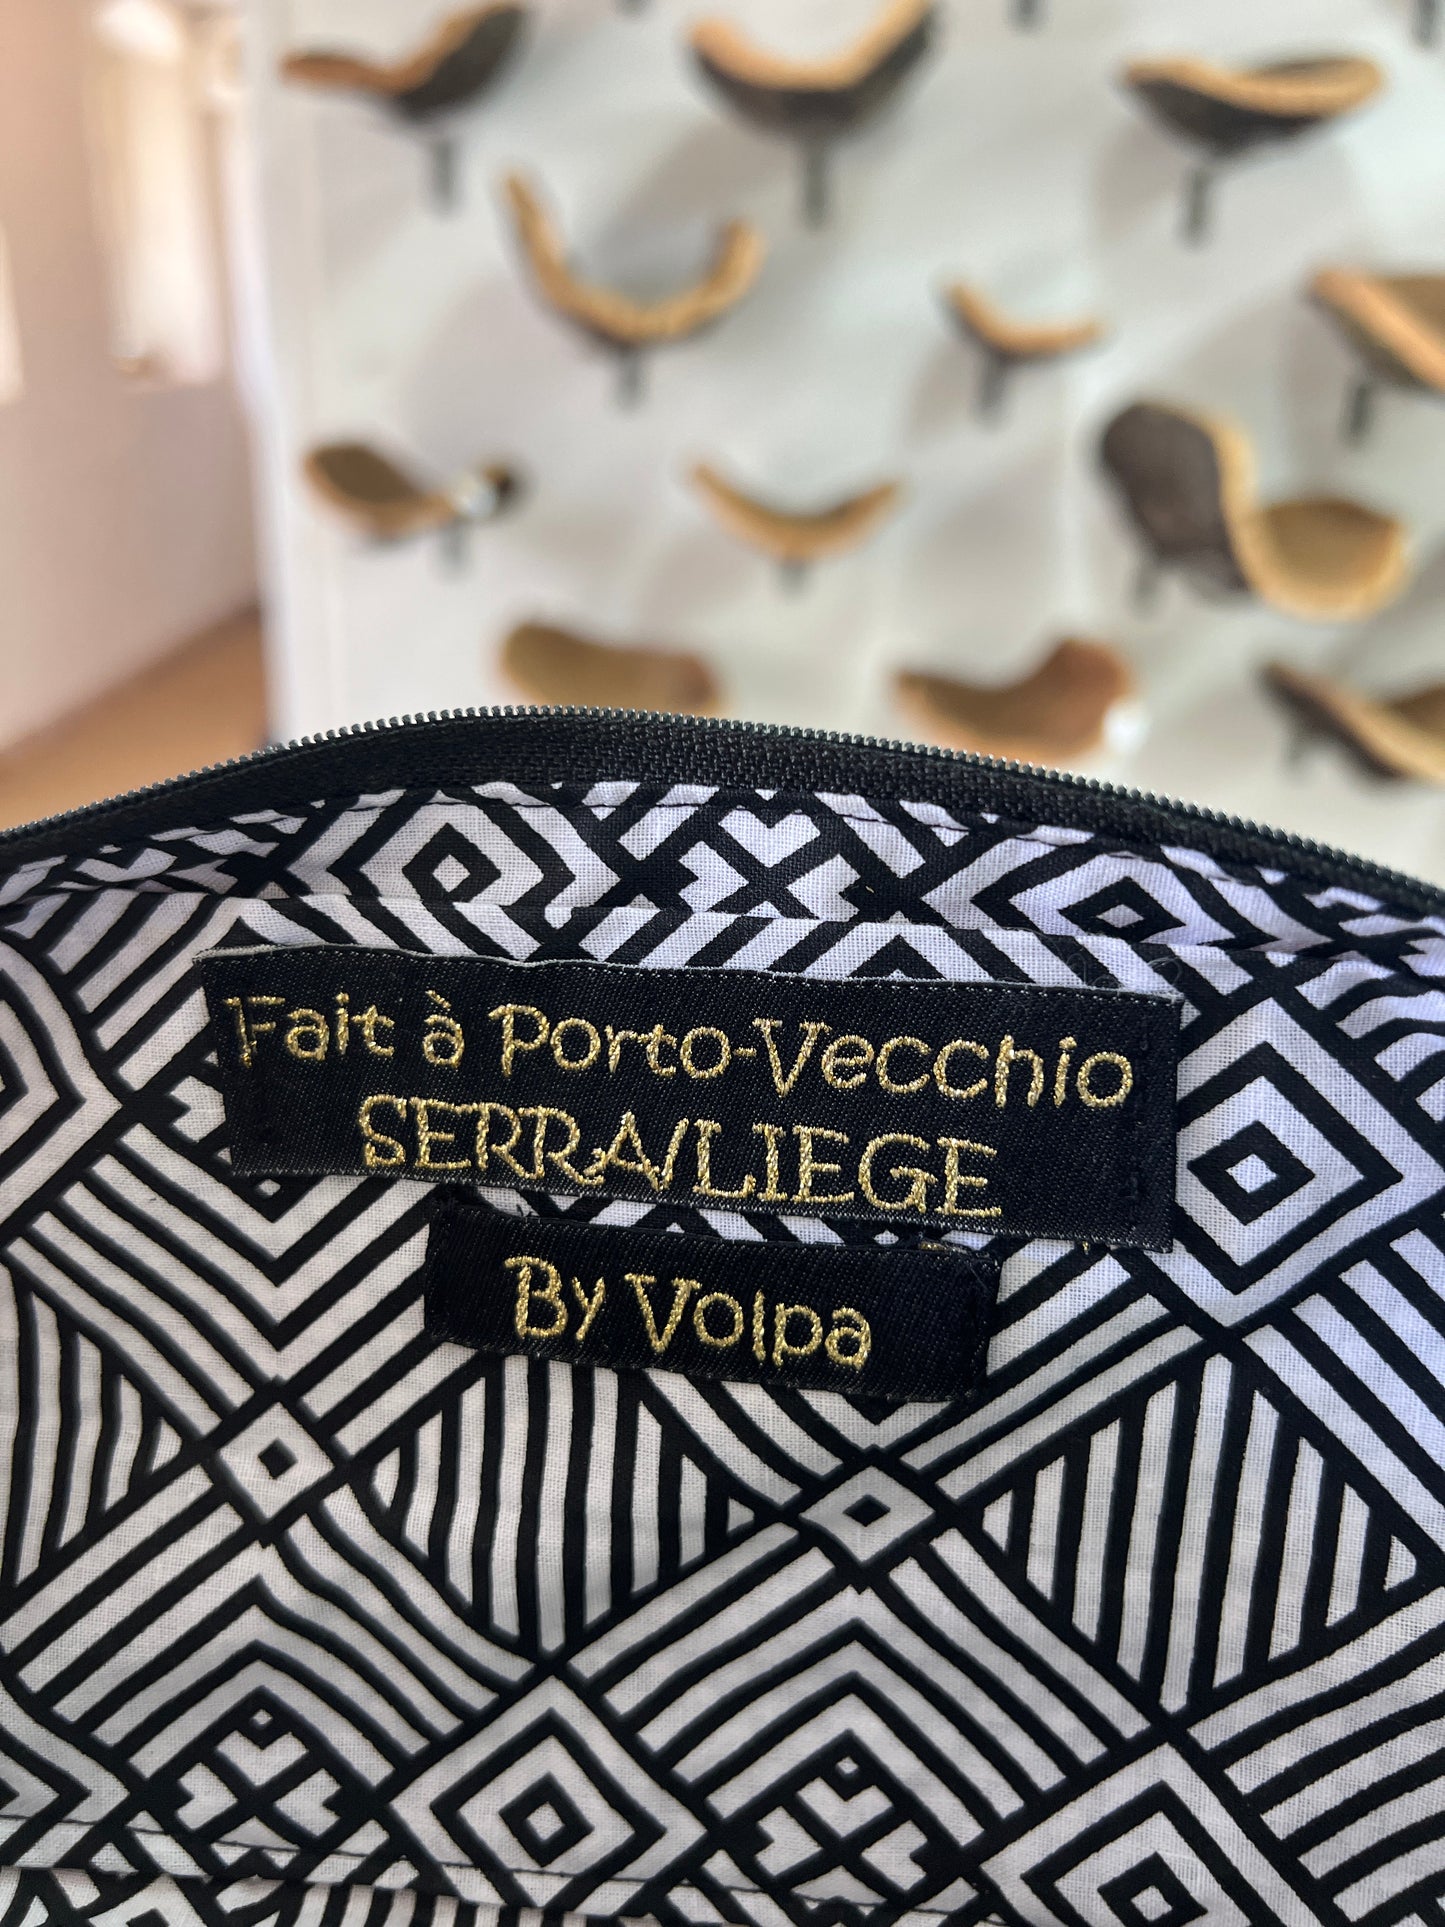 Fait à Porto-Vecchio
SERRA/LIEGE
By Volpa